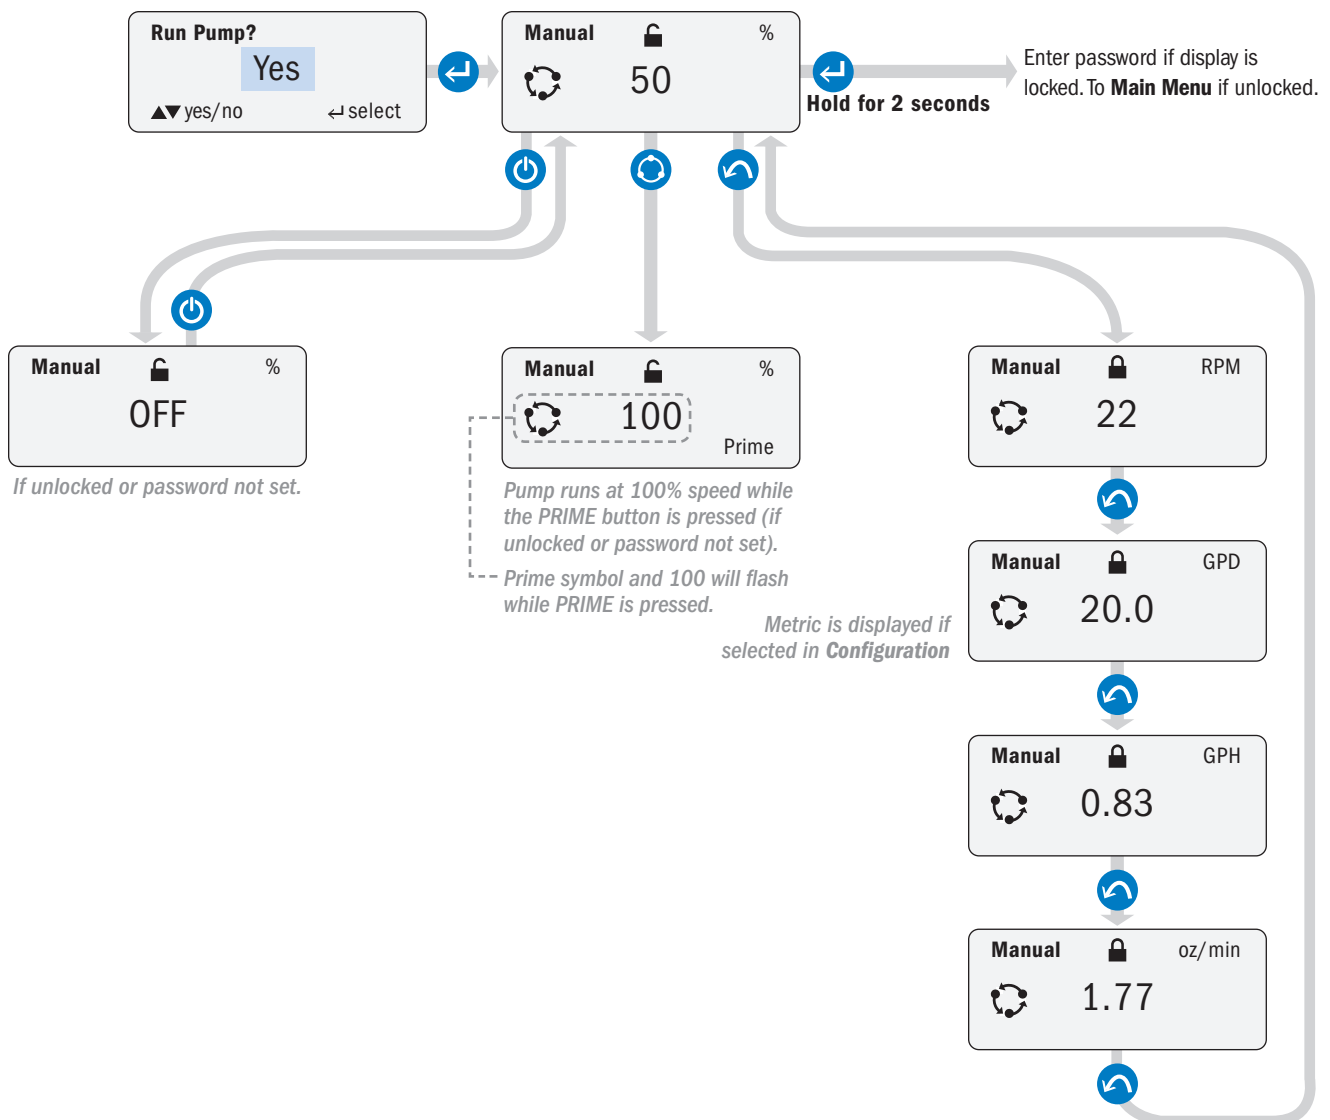 Run Pump?
Yes
▲▼ yes/no ↵ select
Manual %
50
Hold for 2 seconds
Enter password if display is
locked. To Main Menu if unlocked.
Manual %
OFF
If unlocked or password not set.
Manual %
100
Prime
Pump runs at 100% speed while
the PRIME button is pressed (if
unlocked or password not set).
Prime symbol and 100 will flash
while PRIME is pressed.
Manual RPM
22
Metric is displayed if
selected in Configuration
Manual GPD
20.0
Manual GPH
0.83
Manual oz/min
1.77